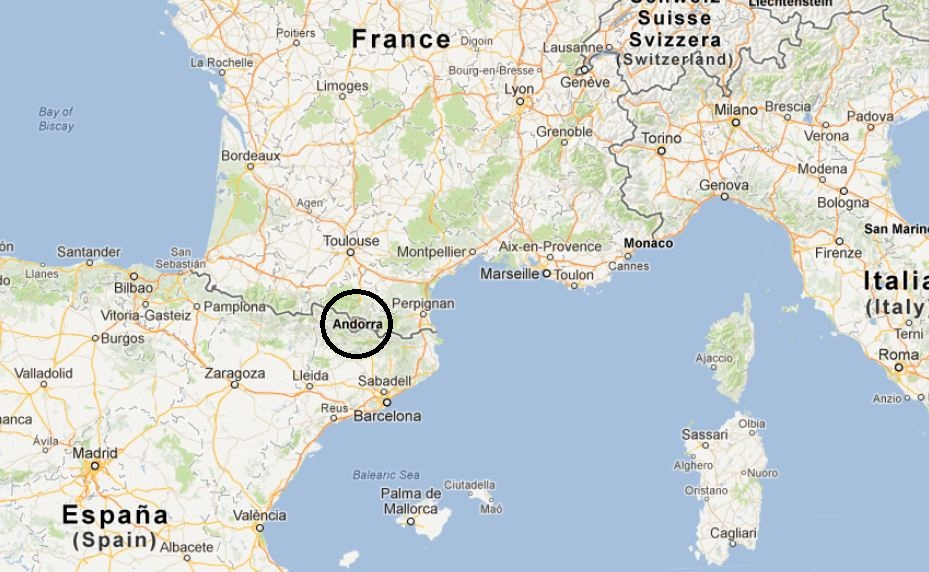 Schweiz
Suisse
Svizzera
(Switzerland)
Liechtenstein
Poitiers
France
Digoin
Lausanne
La Rochelle
Bourg-en-Bresse
Genève
Limoges
Lyon
Milano
Brescia
Bay of
Biscay
Grenoble
Torino
Verona
Padova
Bordeaux
Modena
Genova
Bologna
Agen
Toulouse
Montpellier
Aix-en-Provence
Monaco
Firenze
San Marino
Santander
San
Sebastián
Cannes
Marseille
Toulon
Llanes
Bilbao
Italia
(Italy)
Vitoria-Gasteiz
Pamplona
Perpignan
Andorra
Burgos
Terni
Ajaccio
Roma
Valladolid
Zaragoza
Lleida
Sabadell
Anzio
Reus
Barcelona
Olbia
Sassari
Ávila
Madrid
Alghero
Nuoro
Balearic Sea
Ciutadella
Oristano
Palma de
Mallorca
Maó
España
(Spain)
València
Cagliari
Albacete